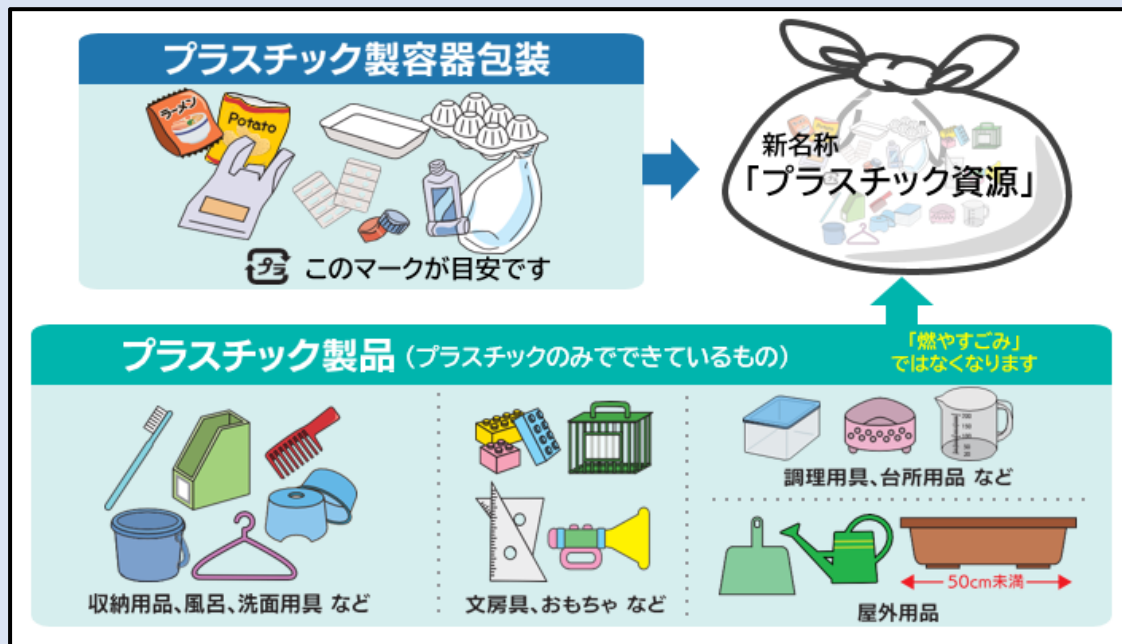 プラスチック製容器包装
ラーメン
Potato
プラ
このマークが目安です
新名称
「プラスチック資源」
プラスチック製品(プラスチックのみでできているもの)
「燃やすごみ」
ではなくなります
収納用品、風呂、洗面用具 など
文房具、おもちゃ など
調理用具、台所用品 など
50cm未満
屋外用品